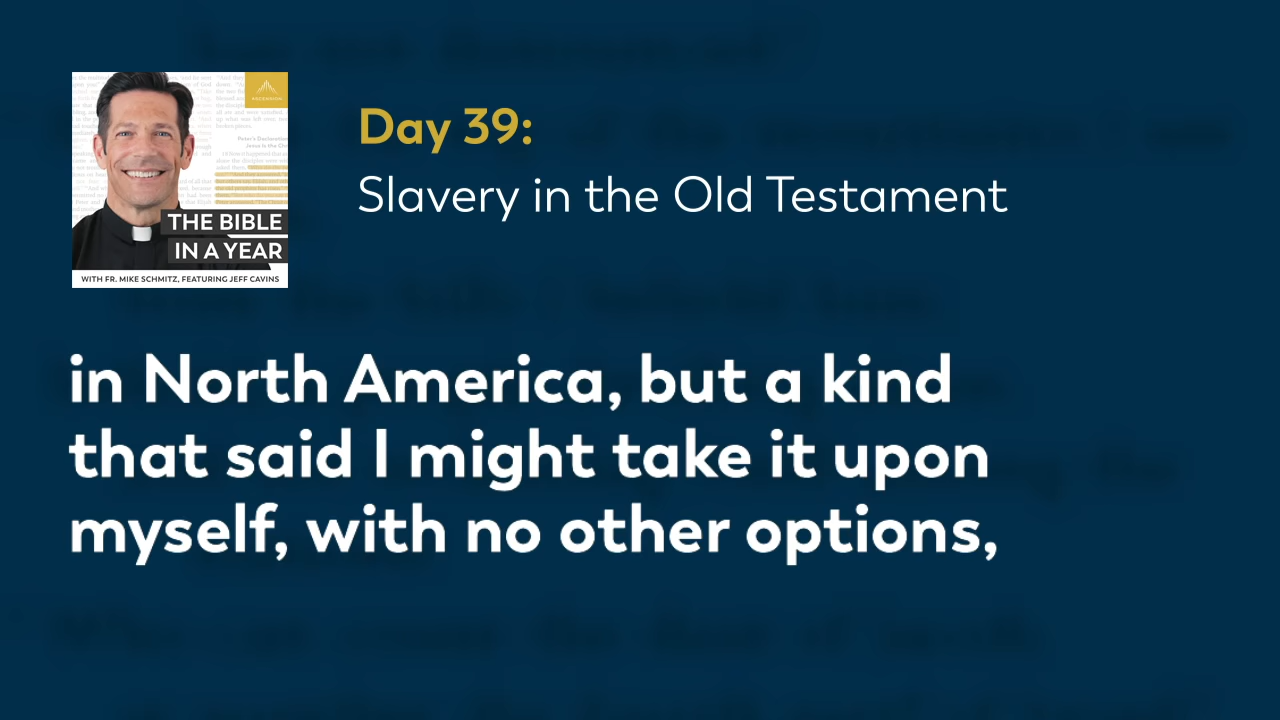 ASCENSION
THE BIBLE
IN A YEAR
WITH FR. MIKE SCHMITZ, FEATURING JEFF CAVINS
Day 39:
Slavery in the Old Testament
in North America, but a kind
that said I might take it upon
myself, with no other options,